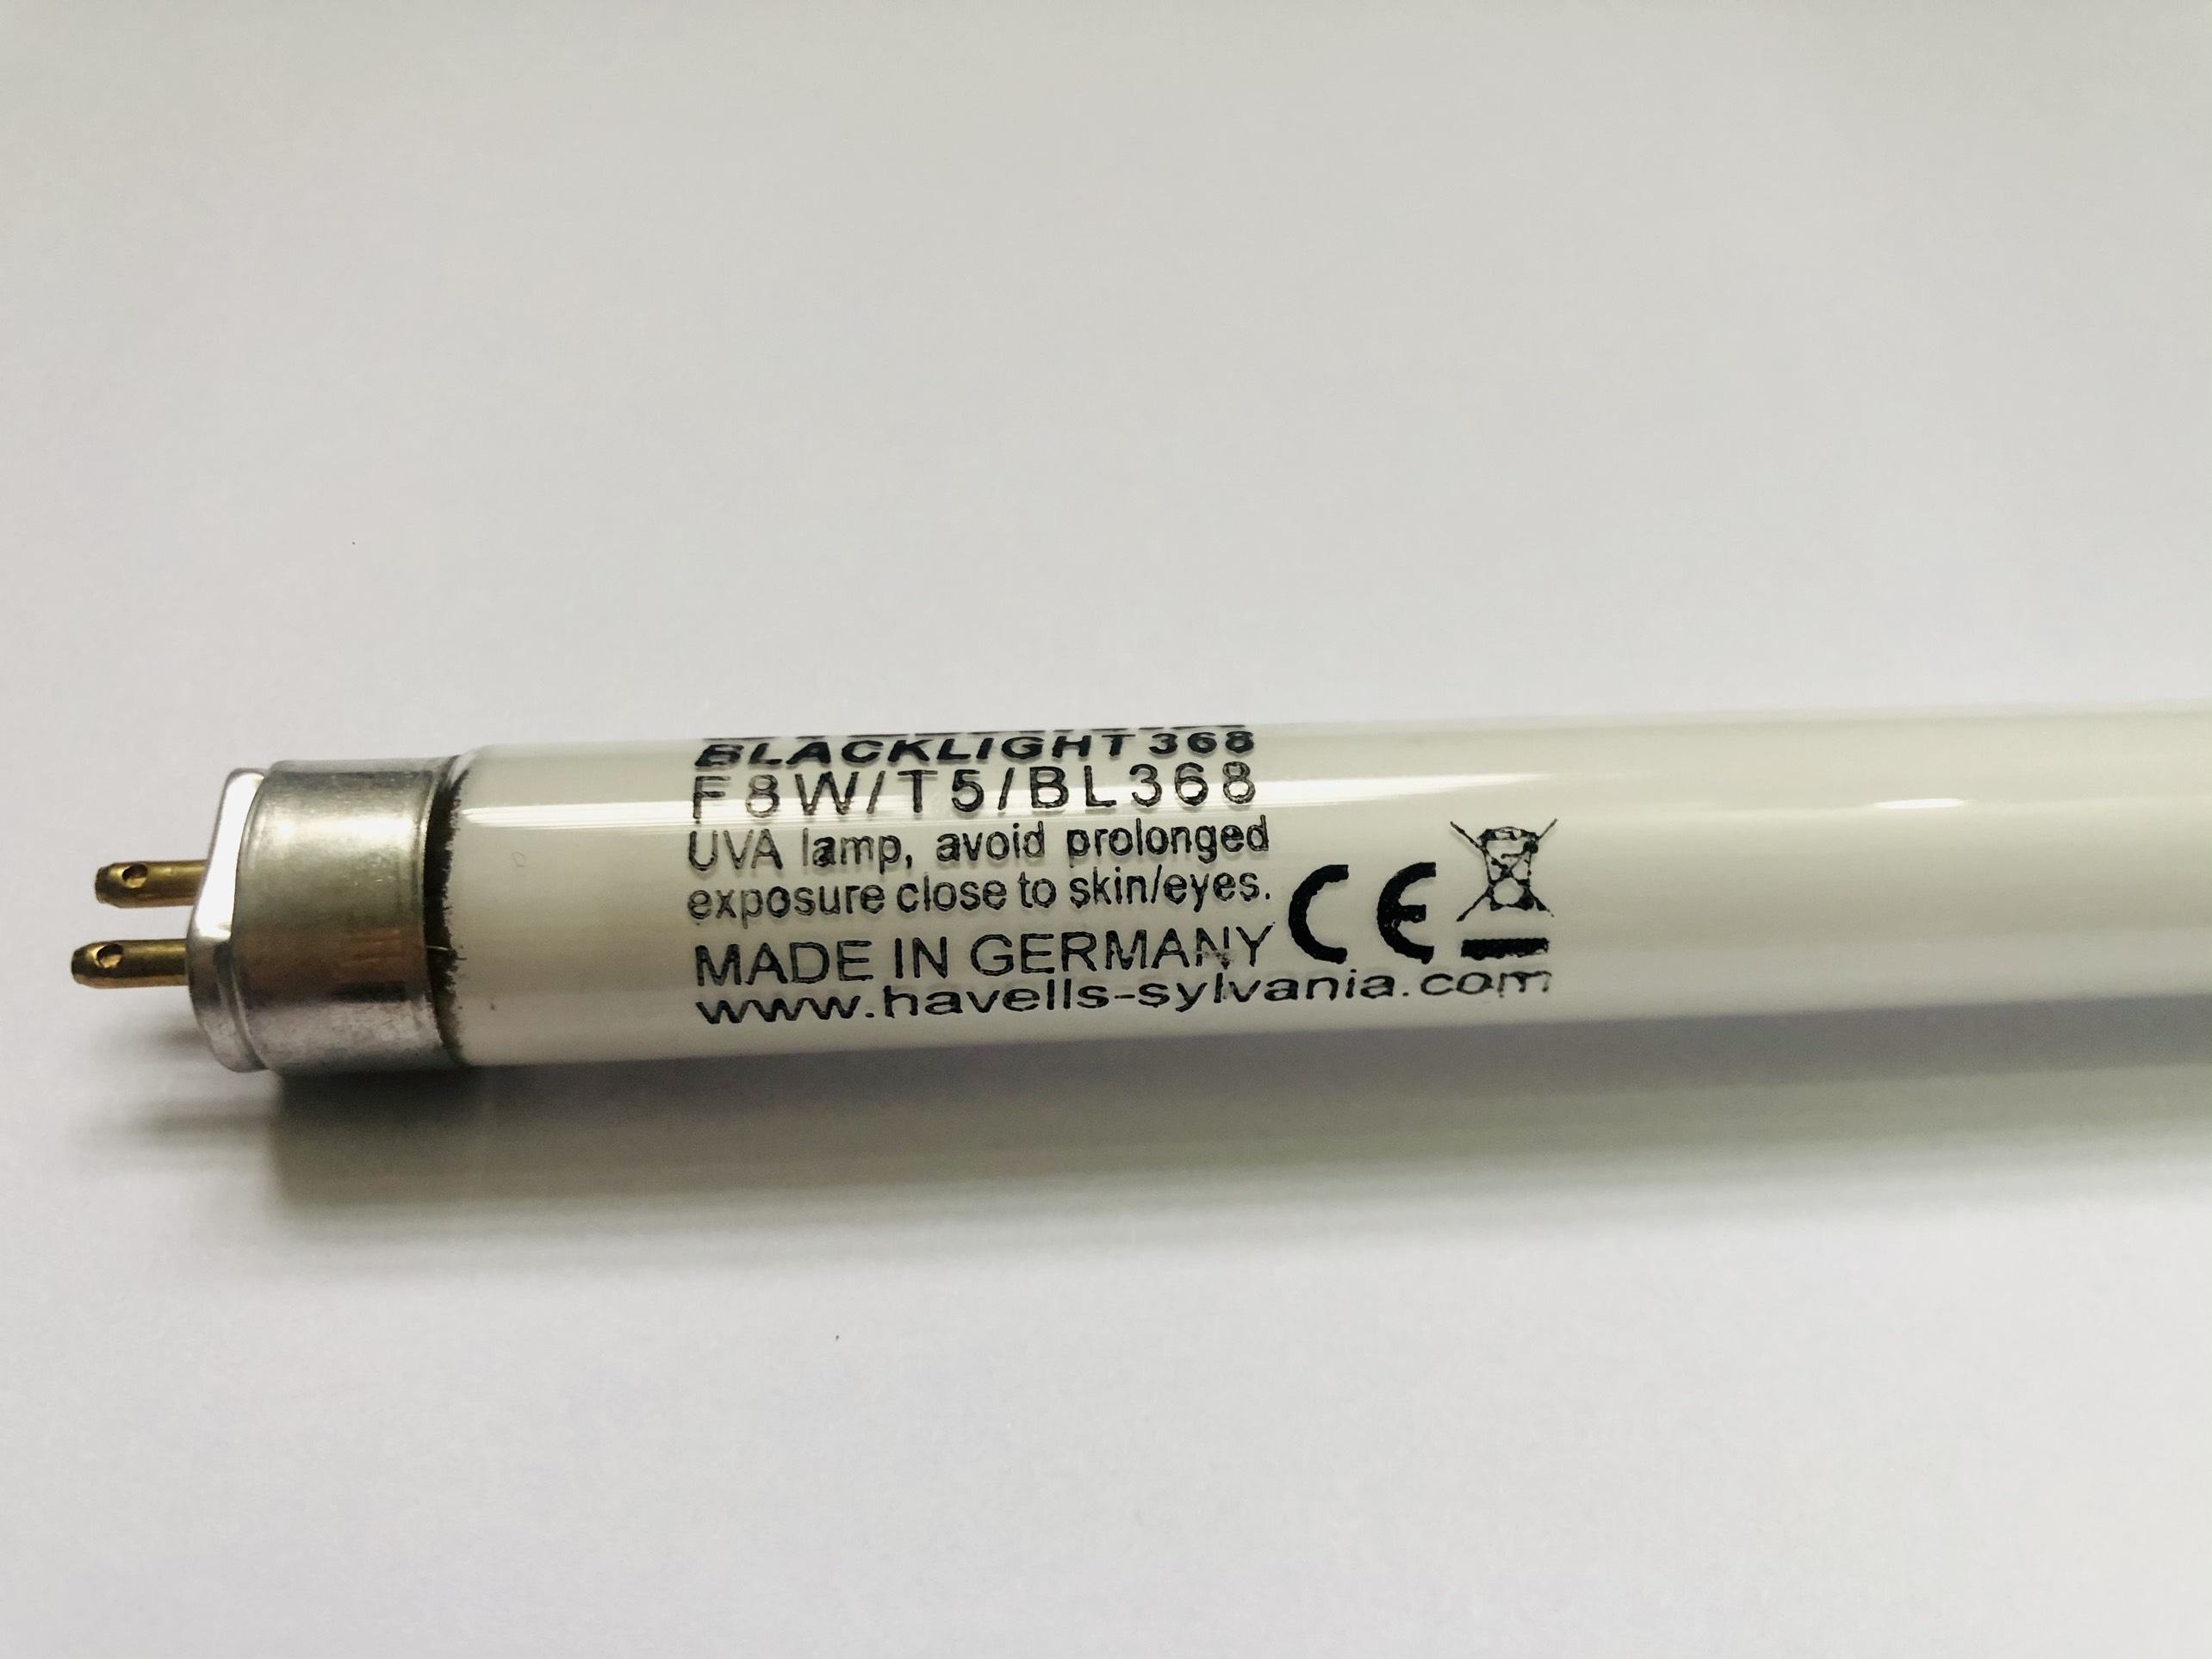 BLACKLIGHT 368
F8W/T5/BL368
UVA lamp, avoid prolonged
exposure close to skin/eyes.
MADE IN GERMANY
CE
www.havells-sylvania.com